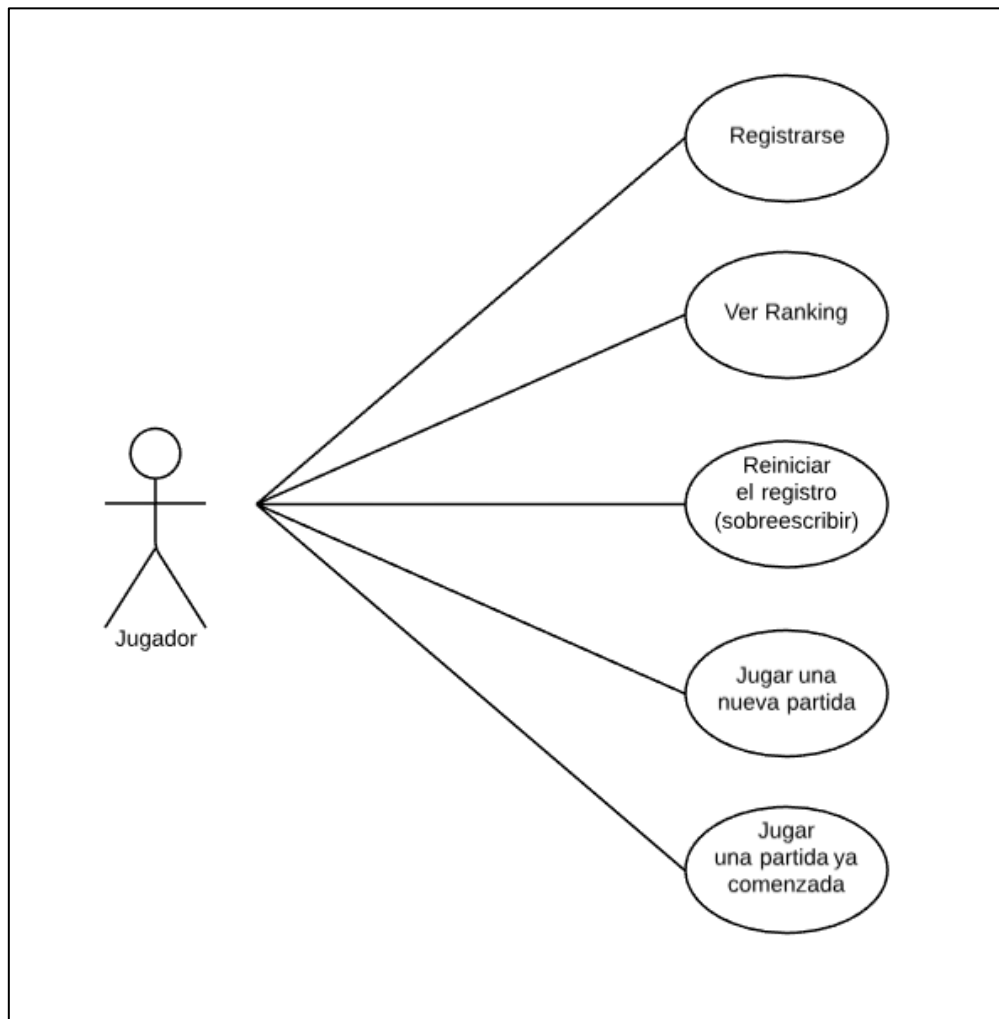 Registrarse
Ver Ranking
Reiniciar
el registro
(sobreescribir)
Jugador
Jugar una
nueva partida
Jugar
una partida ya
comenzada